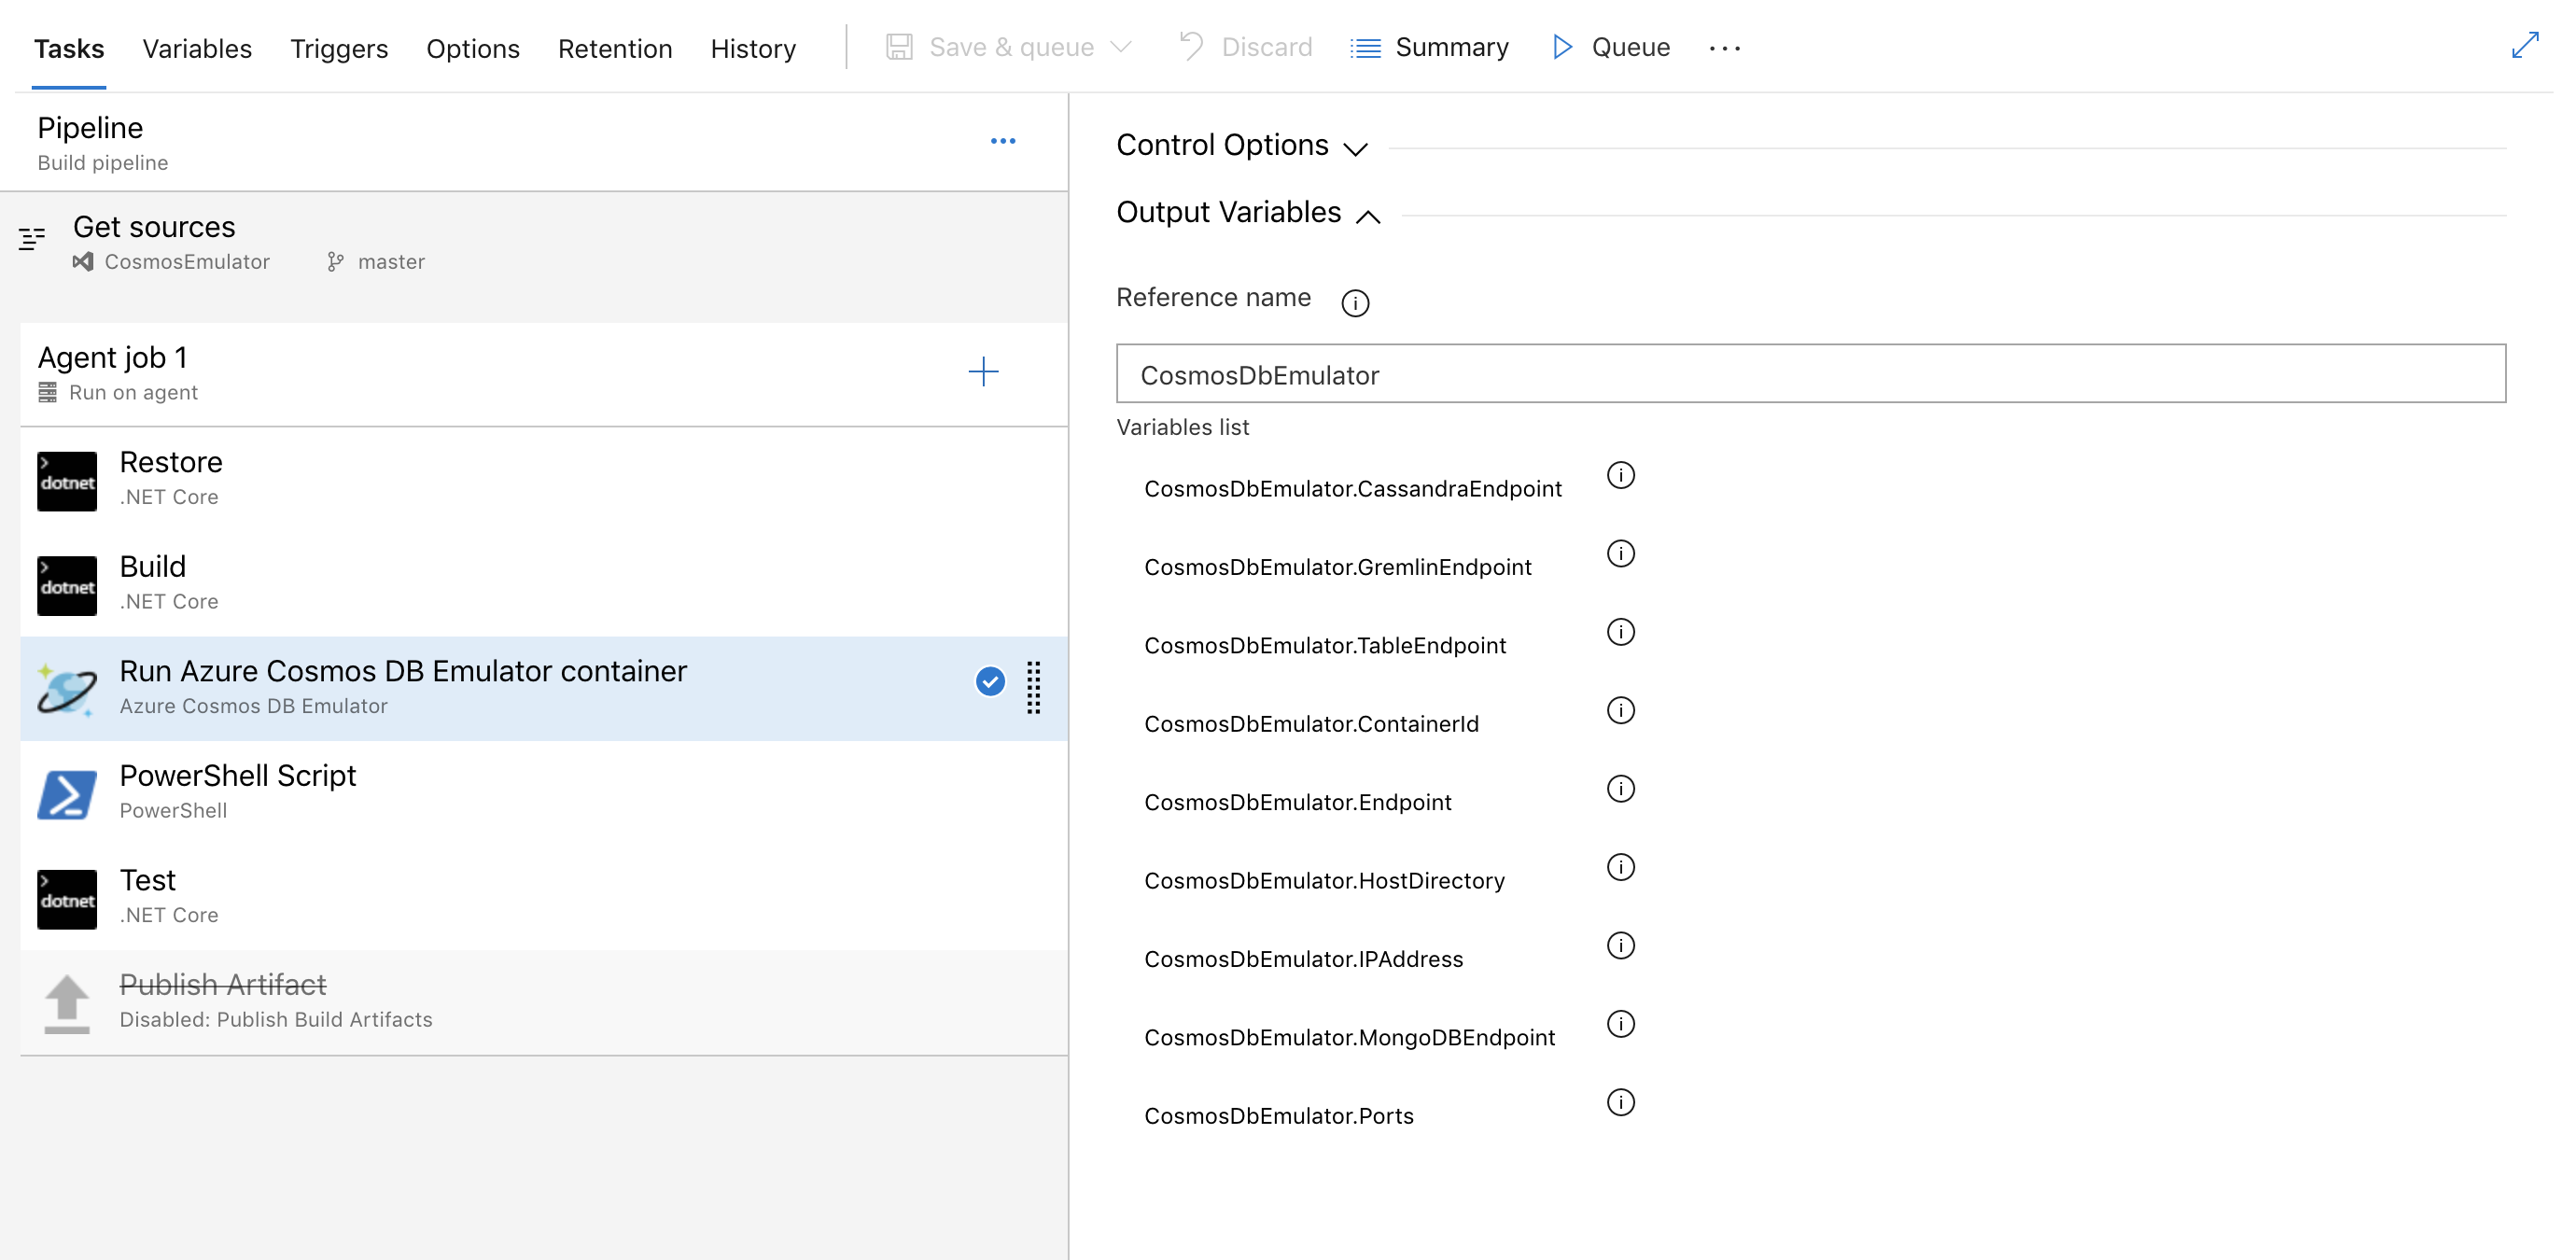 Tasks Variables Triggers Options Retention History Save & queue Discard Summary Queue ...
Pipeline
Build pipeline
Get sources
CosmosEmulator master
Agent job 1
Run on agent
dotnet Restore
.NET Core
dotnet Build
.NET Core
Run Azure Cosmos DB Emulator container
Azure Cosmos DB Emulator
PowerShell Script
PowerShell
dotnet Test
.NET Core
Publish Artifact
Disabled: Publish Build Artifacts
Control Options
Output Variables
Reference name
CosmosDbEmulator
Variables list
CosmosDbEmulator.CassandraEndpoint
CosmosDbEmulator.GremlinEndpoint
CosmosDbEmulator.TableEndpoint
CosmosDbEmulator.ContainerId
CosmosDbEmulator.Endpoint
CosmosDbEmulator.HostDirectory
CosmosDbEmulator.IPAddress
CosmosDbEmulator.MongoDBEndpoint
CosmosDbEmulator.Ports